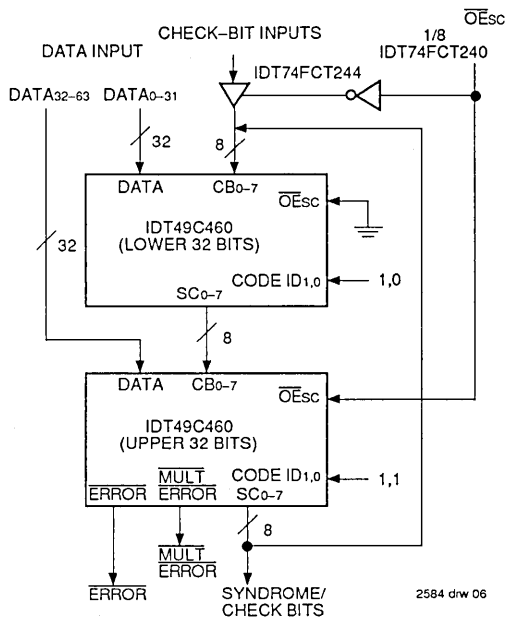 OESC
1/8
CHECK–BIT INPUTS
IDT74FCT240
DATA INPUT
IDT74FCT244
DATA32–63 DATA0–31
32
8
DATA CB0–7
OESC
IDT49C460
(LOWER 32 BITS)
32
CODE ID1,0
1,0
SC0–7
8
DATA CB0–7
OESC
IDT49C460
(UPPER 32 BITS)
MULT CODE ID1,0
1,1
ERROR ERROR SC0–7
8
MULT
ERROR
ERROR
SYNDROME/
CHECK BITS
2584 drw 06